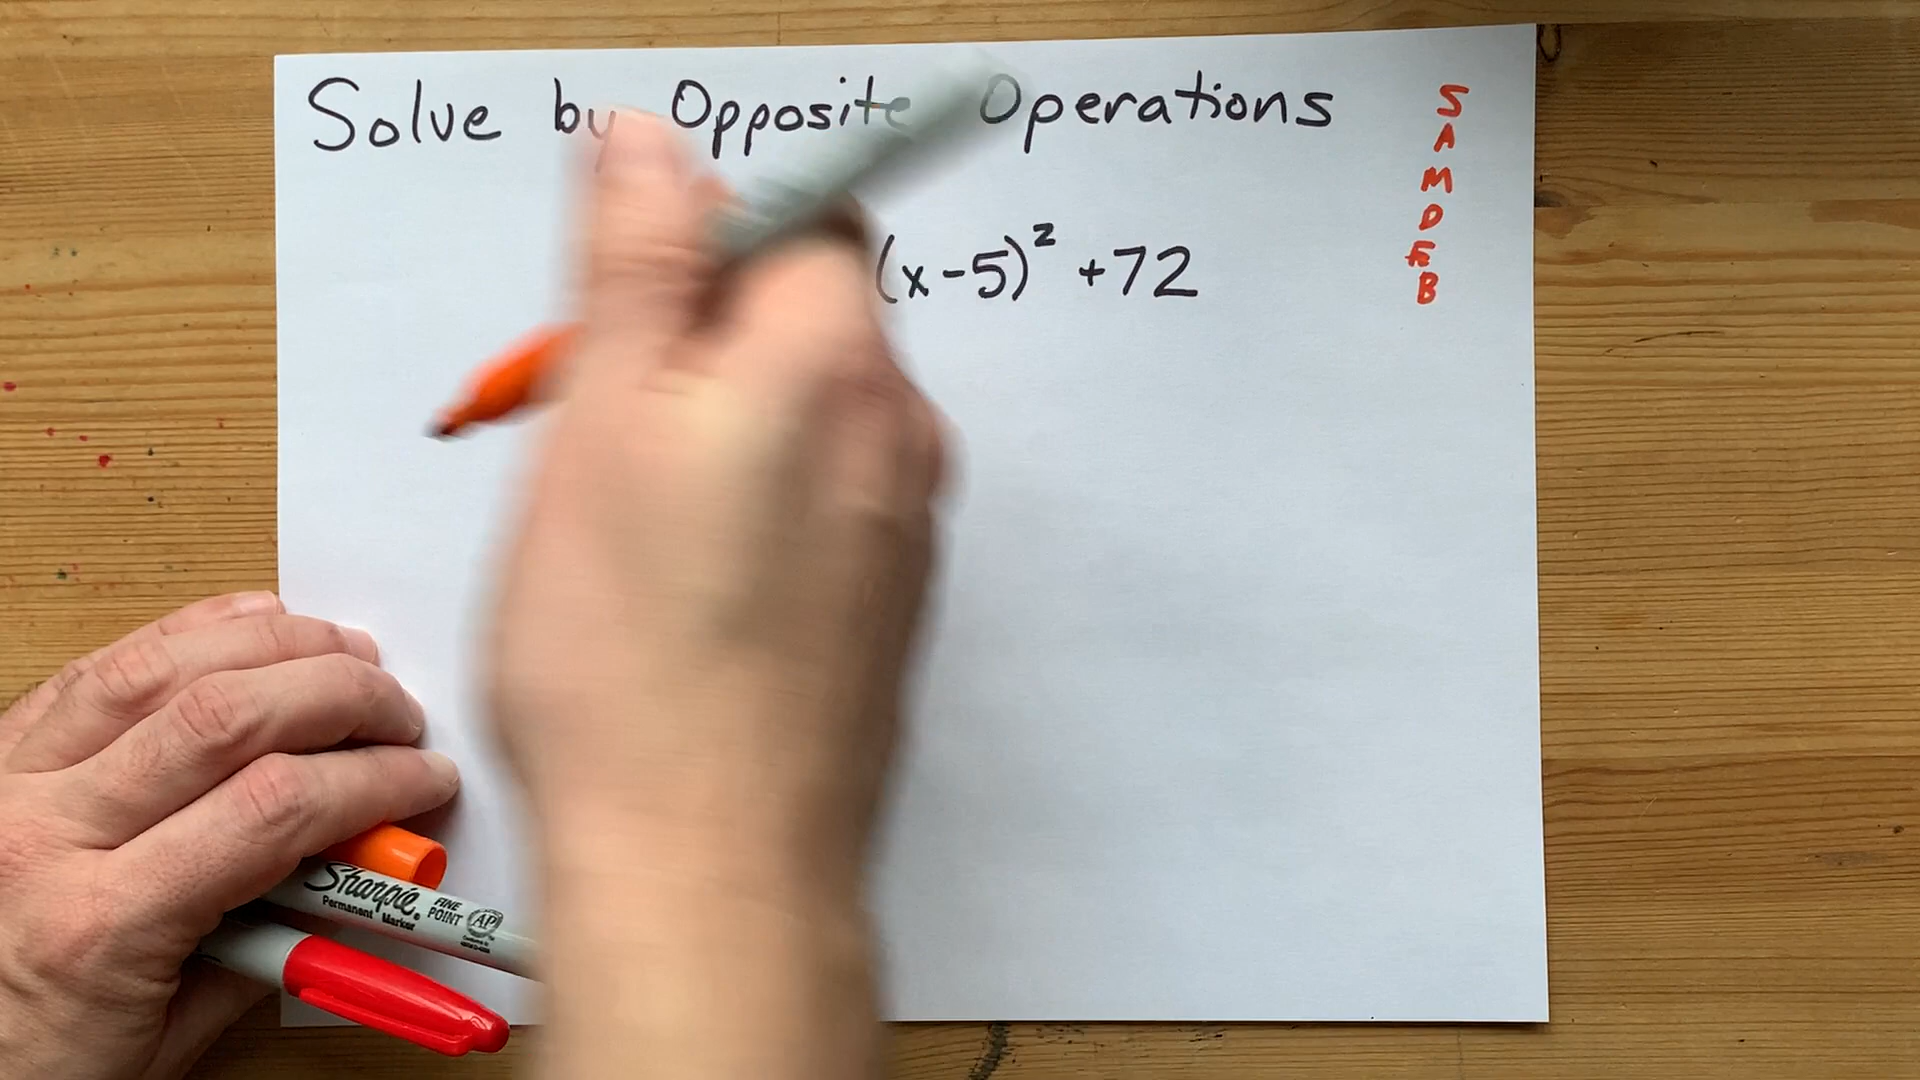 Solve by Opposite Operations
(x-5)² +72
S
A
M
D
E
B
Sharpie.
FINE
POINT
AP
Permanent Marker